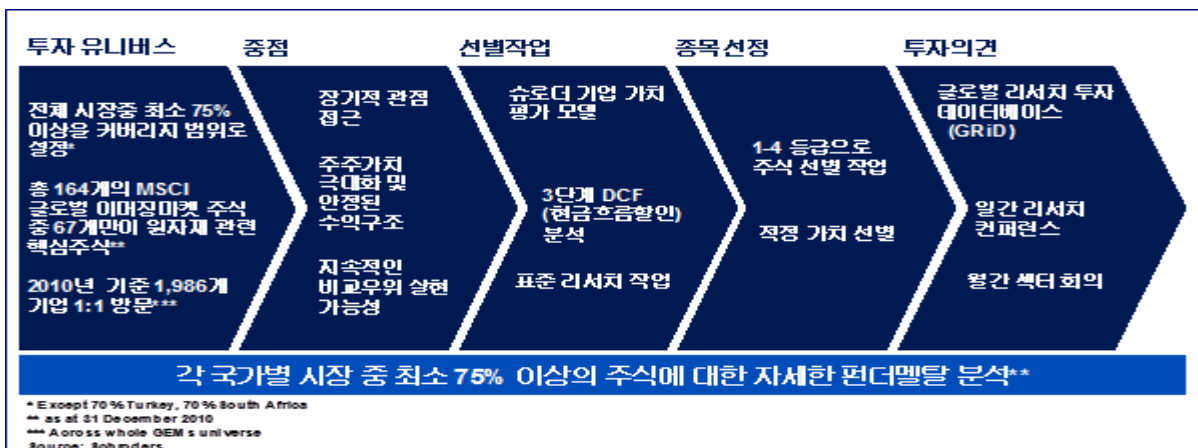 투자 유니버스
중점
선별작업
종목선정
투자의견
전체 시장중 최소 75%
이상을 커버리지 범위로
설정*
총 164개의 MSCI
글로벌 이머징마켓 주식
중 67개만이 원자재 관련
핵심주식**
2010년 기준 1,986개
기업 1:1 방문***
장기적 관점
접근
주주가치
극대화 및
안정된
수익구조
지속적인
비교우위 실현
가능성
슈로더 기업 가치
평가 모델
3단계 DCF
(현금흐름할인)
분석
표준 리서치 작업
1-4 등급으로
주식 선별 작업
적정 가치 선별
글로벌 리서치 투자
데이터베이스
(GRiD)
일간 리서치
컨퍼런스
월간 섹터 회의
각 국가별 시장 중 최소 75% 이상의 주식에 대한 자세한 펀더멘탈 분석**
* Except 70% Turkey, 70% South Africa
** as at 31 December 2010
*** Across whole GEMs universe
Source: Schroders